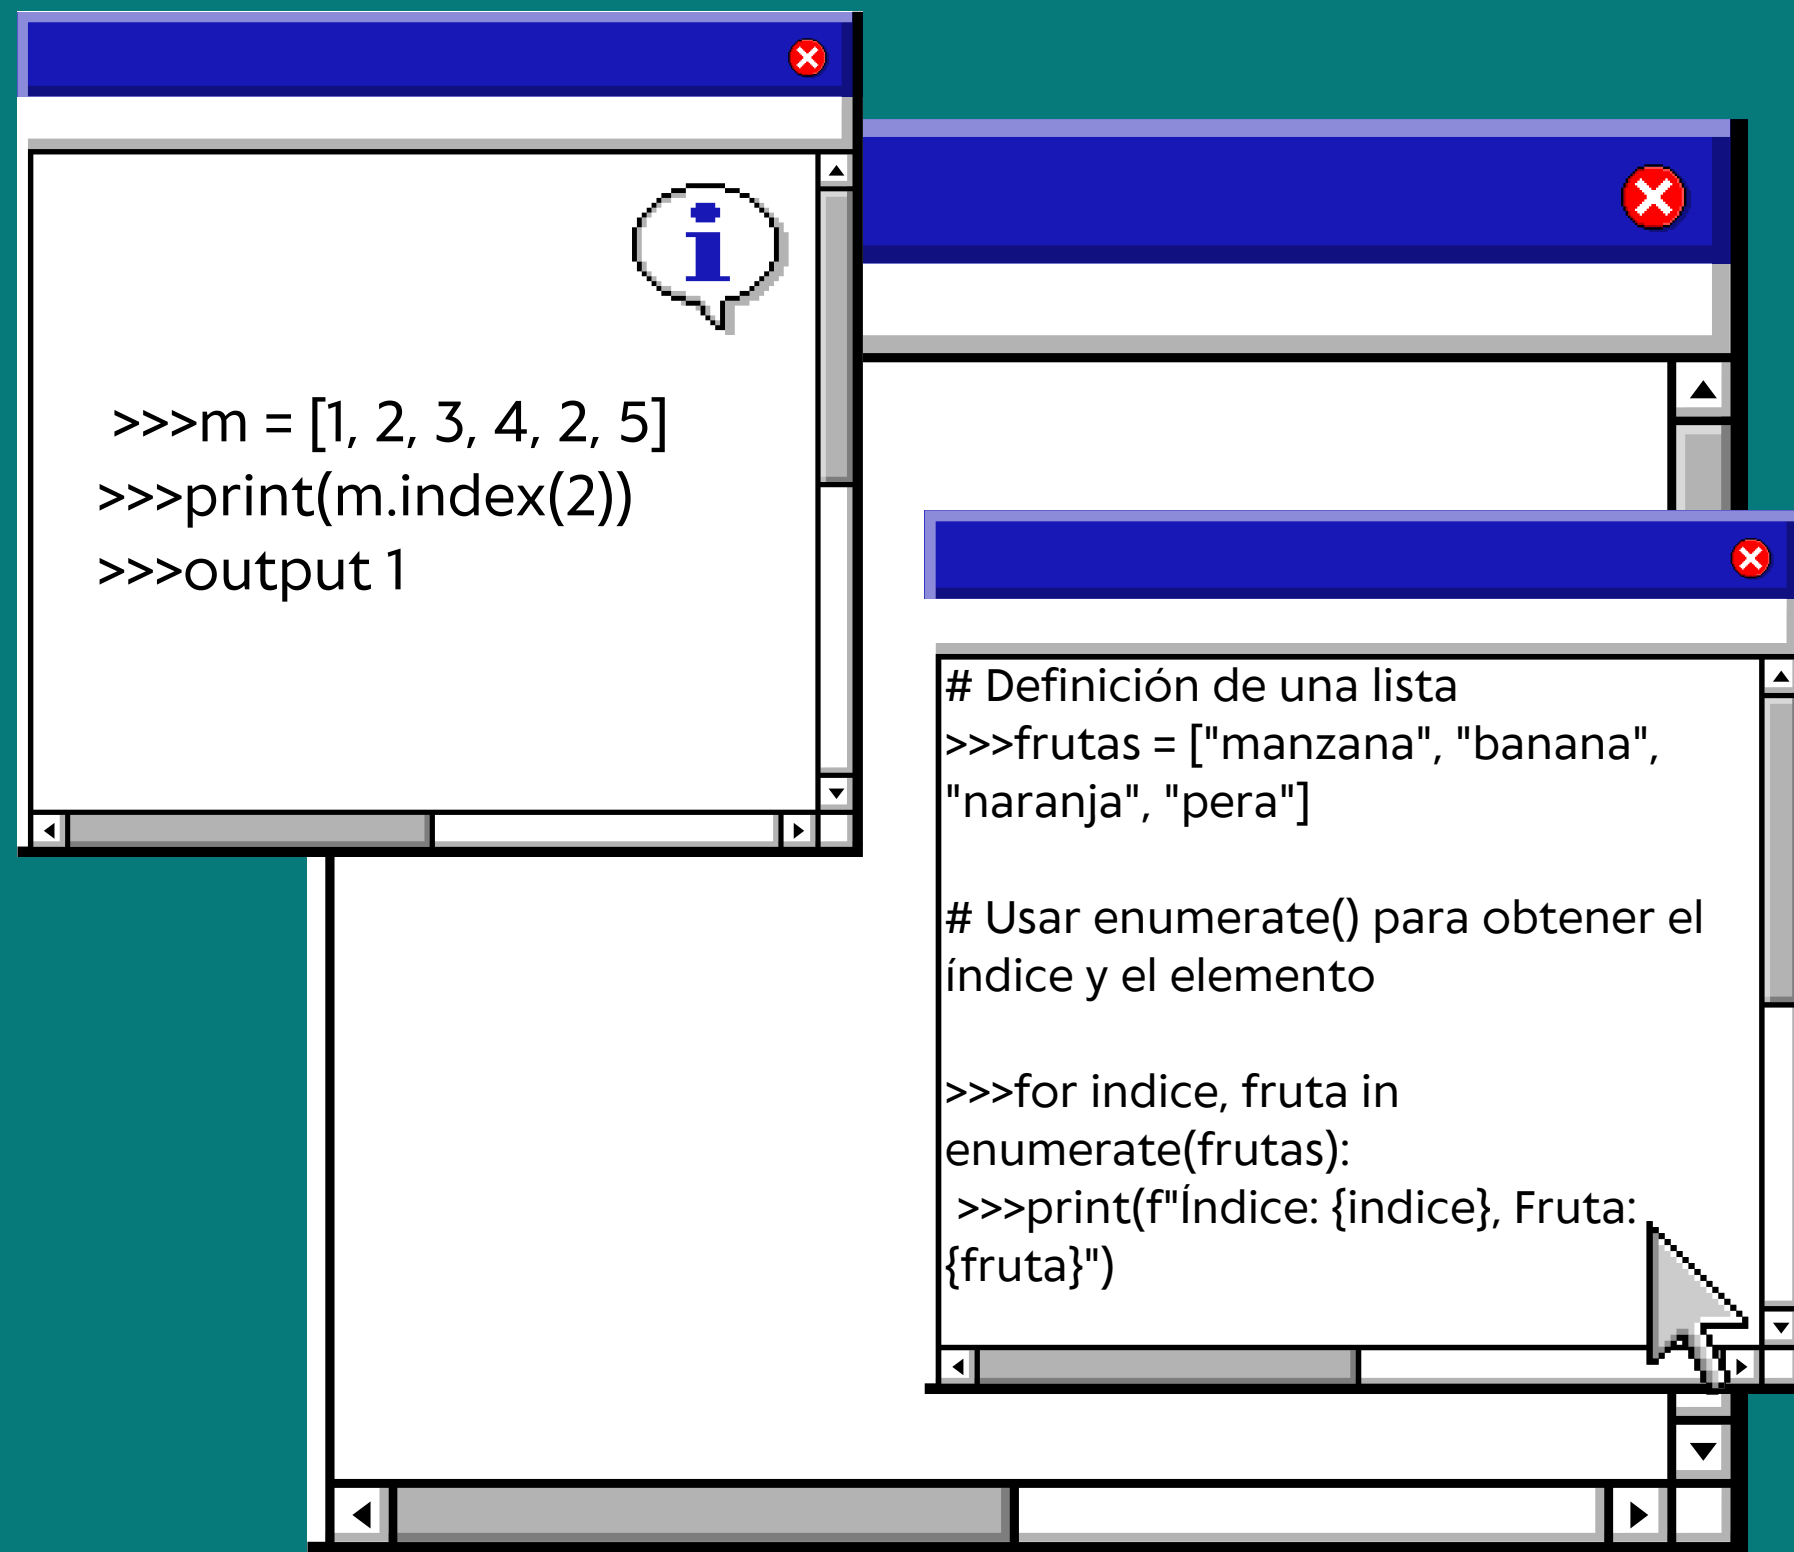 >>>m = [1, 2, 3, 4, 2, 5]
>>>print(m.index(2))
>>>output 1
# Definición de una lista
>>>frutas = ["manzana", "banana",
"naranja", "pera"]
# Usar enumerate() para obtener el
índice y el elemento
>>>for indice, fruta in
enumerate(frutas):
>>>print(f"Índice: {indice}, Fruta:
{fruta}")